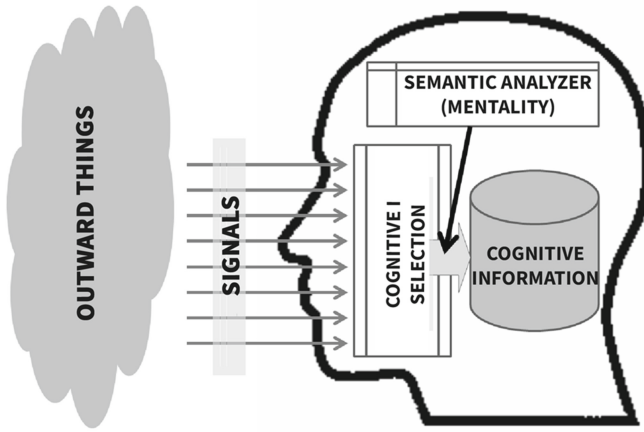 OUTWARD THINGS
SIGNALS
SEMANTIC ANALYZER
(MENTALITY)
COGNITIVE I
SELECTION
COGNITIVE
INFORMATION